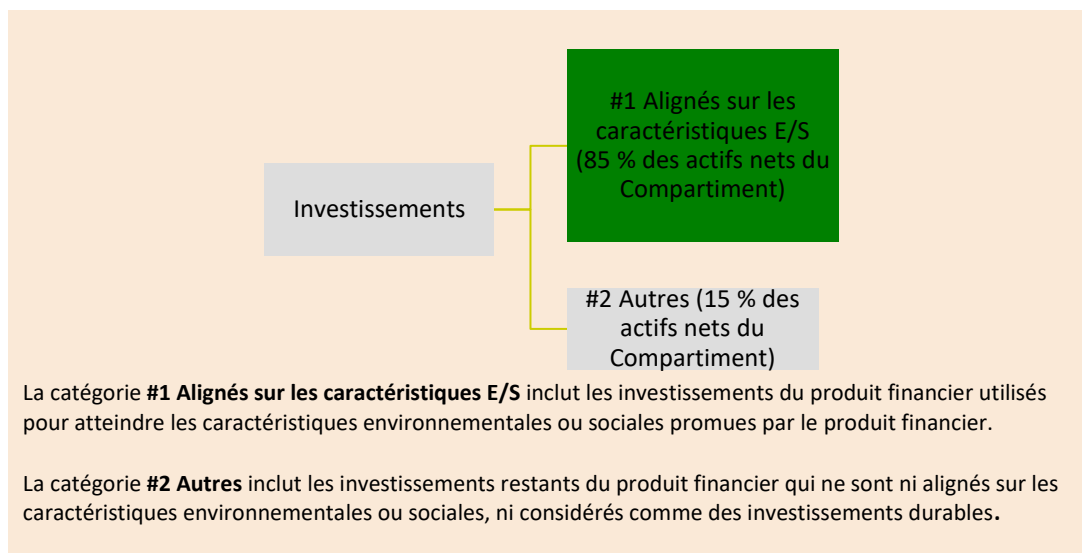 #1 Alignés sur les
caractéristiques E/S
(85 % des actifs nets du
Compartiment)
Investissements
#2 Autres (15 % des
actifs nets du
Compartiment)
La catégorie #1 Alignés sur les caractéristiques E/S inclut les investissements du produit financier utilisés
pour atteindre les caractéristiques environnementales ou sociales promues par le produit financier.
La catégorie #2 Autres inclut les investissements restants du produit financier qui ne sont ni alignés sur les
caractéristiques environnementales ou sociales, ni considérés comme des investissements durables.